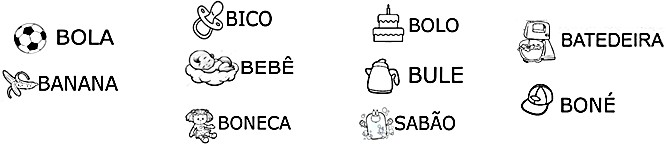 BOLA
BANANA
BICO
BEBÊ
BONECA
BOLO
BULE
SABÃO
BATEDEIRA
BONÉ